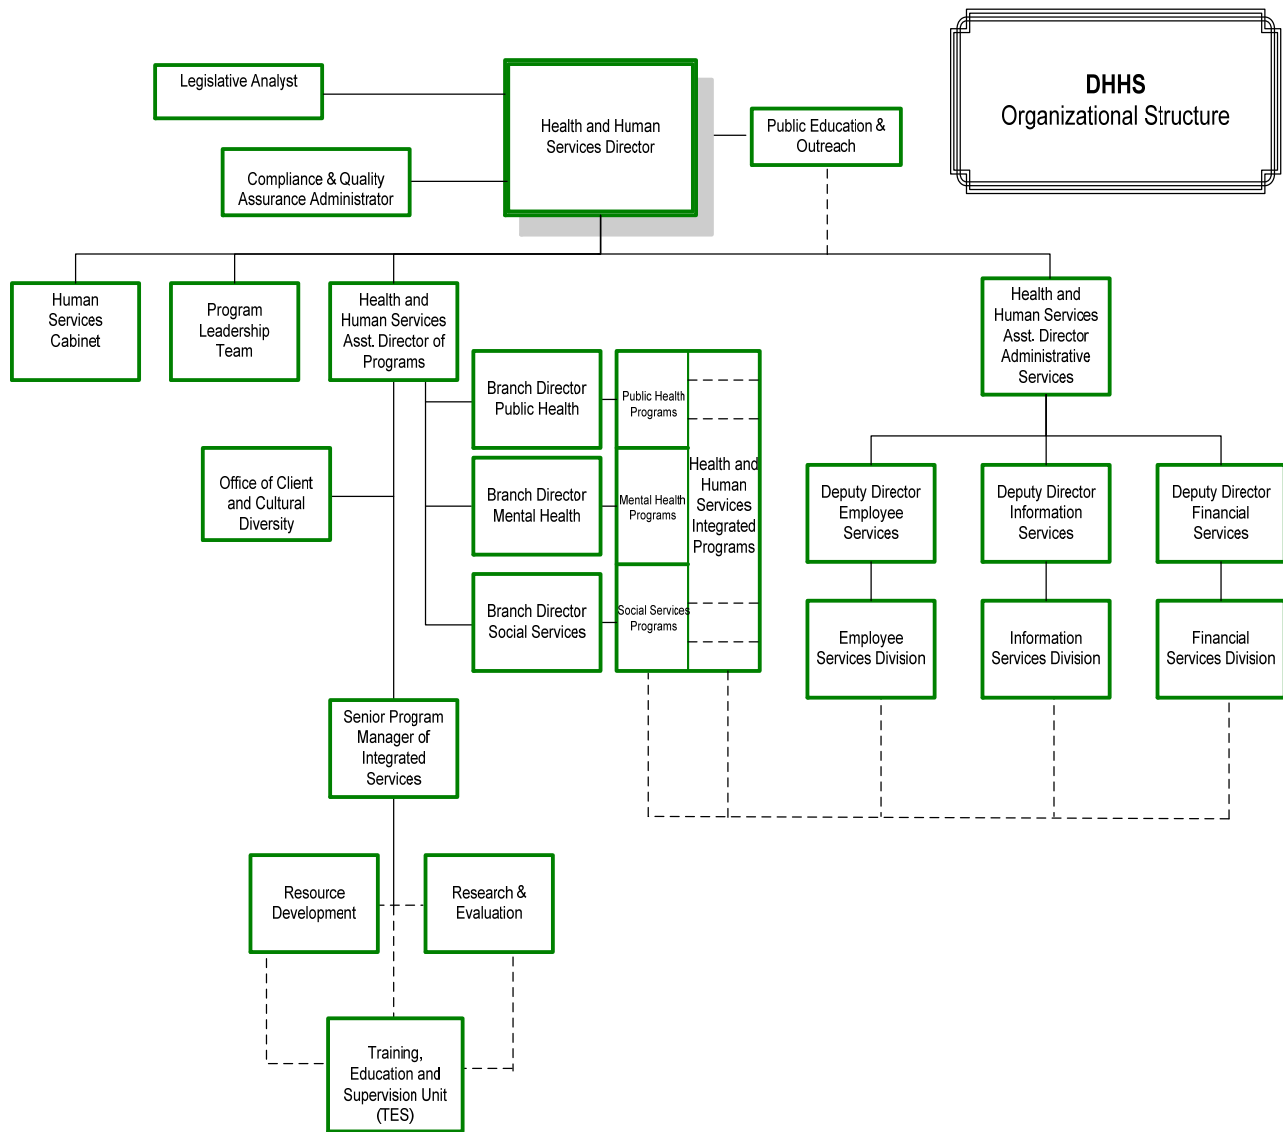 DHHS
Organizational Structure
Legislative Analyst
Health and Human
Services Director
Public Education &
Outreach
Compliance & Quality
Assurance Administrator
Human
Services
Cabinet
Program
Leadership
Team
Health and
Human Services
Asst. Director of
Programs
Health and
Human Services
Asst. Director
Administrative
Services
Branch Director
Public Health
Public Health
Programs
Office of Client
and Cultural
Diversity
Branch Director
Mental Health
Mental Health
Programs
Health and
Human
Services
Integrated
Programs
Deputy Director
Employee
Services
Deputy Director
Information
Services
Deputy Director
Financial
Services
Branch Director
Social Services
Social Services
Programs
Employee
Services Division
Information
Services Division
Financial
Services Division
Senior Program
Manager of
Integrated
Services
Resource
Development
Research &
Evaluation
Training,
Education and
Supervision Unit
(TES)